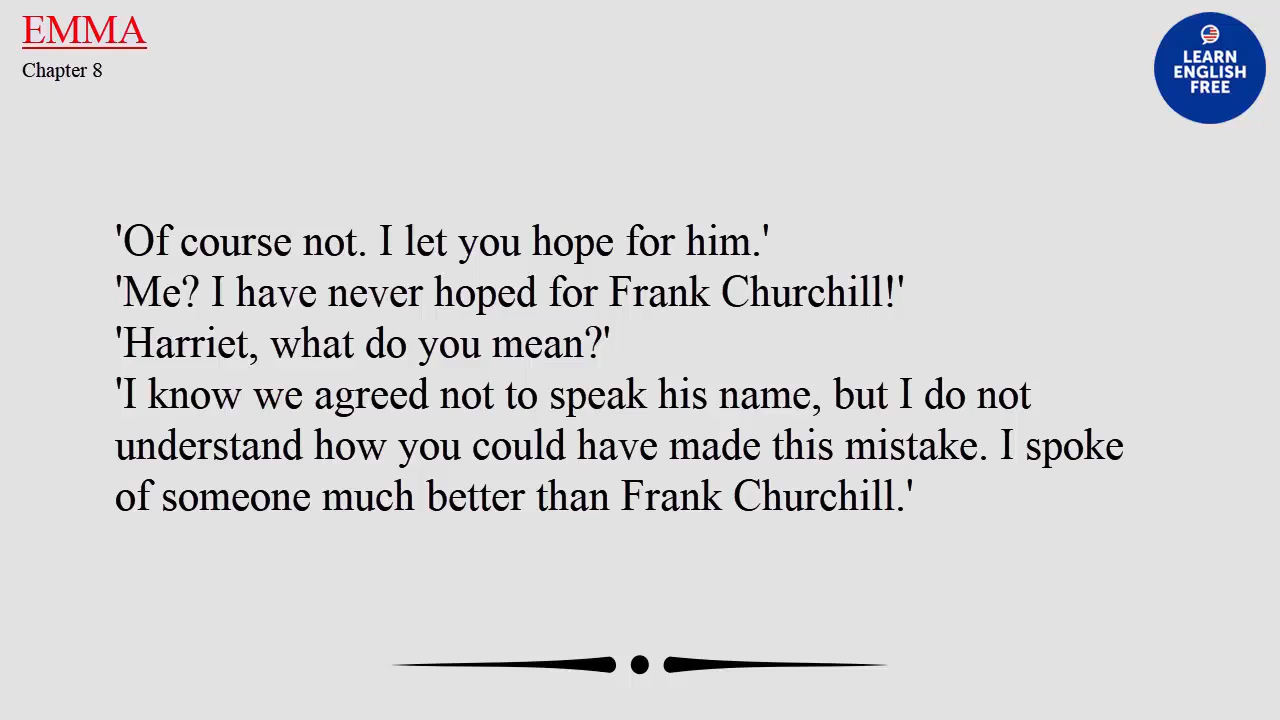 EMMA
Chapter 8
LEARN
ENGLISH
FREE
'Of course not. I let you hope for him.'
'Me? I have never hoped for Frank Churchill!'
'Harriet, what do you mean?'
'I know we agreed not to speak his name, but I do not
understand how you could have made this mistake. I spoke
of someone much better than Frank Churchill.'